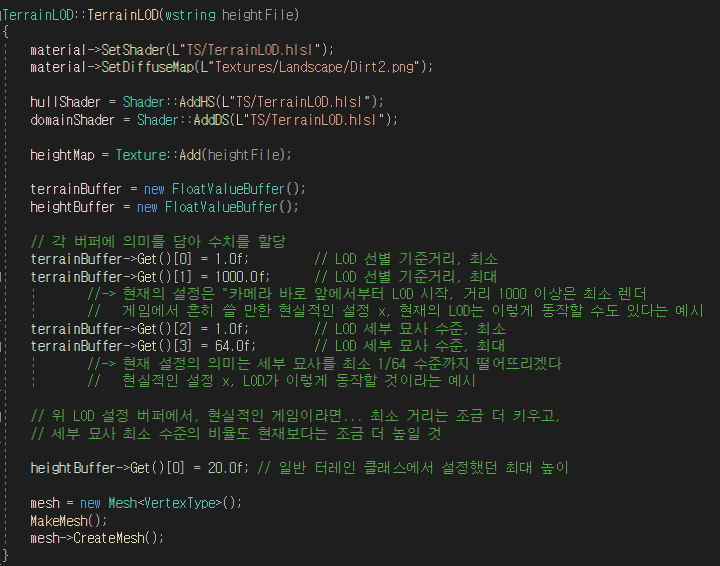 TerrainLOD::TerrainLOD(wstring heightFile)
{
material->SetShader(L"TS/TerrainLOD.hlsl");
material->SetDiffuseMap(L"Textures/Landscape/Dirt2.png");
hullShader = Shader::AddHS(L"TS/TerrainLOD.hlsl");
domainShader = Shader::AddDS(L"TS/TerrainLOD.hlsl");
heightMap = Texture::Add(heightFile);
terrainBuffer = new FloatValueBuffer();
heightBuffer = new FloatValueBuffer();
// 각 버퍼에 의미를 담아 수치를 할당
terrainBuffer->Get()[0] = 1.0f; // LOD 선별 기준거리, 최소
terrainBuffer->Get()[1] = 1000.0f; // LOD 선별 기준거리, 최대
//-> 현재의 설정은 "카메라 바로 앞에서부터 LOD 시작, 거리 1000 이상은 최소 렌더
// 게임에서 흔히 쓸 만한 현실적인 설정 x, 현재의 LOD는 이렇게 동작할 수도 있다는 예시
terrainBuffer->Get()[2] = 1.0f; // LOD 세부 묘사 수준, 최소
terrainBuffer->Get()[3] = 64.0f; // LOD 세부 묘사 수준, 최대
//-> 현재 설정의 의미는 세부 묘사를 최소 1/64 수준까지 떨어뜨리겠다
// 현실적인 설정 x, LOD가 이렇게 동작할 것이라는 예시
// 위 LOD 설정 버퍼에서, 현실적인 게임이라면... 최소 거리는 조금 더 키우고,
// 세부 묘사 최소 수준의 비율도 현재보다는 조금 더 높일 것
heightBuffer->Get()[0] = 20.0f; // 일반 터레인 클래스에서 설정했던 최대 높이
mesh = new Mesh<VertexType>();
MakeMesh();
mesh->CreateMesh();
}